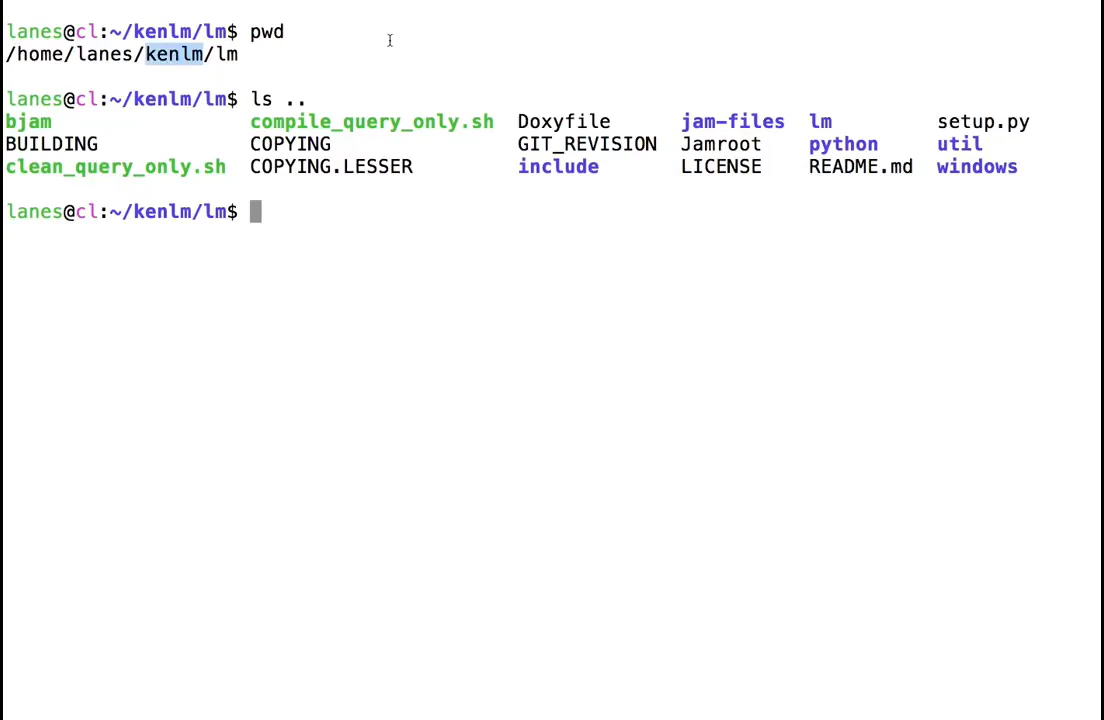 lanes@cl:~/kenlm/lm$ pwd
/home/lanes/kenlm/lm
lanes@cl:~/kenlm/lm$ ls ..
bjam compile_query_only.sh Doxyfile jam-files lm setup.py
BUILDING COPYING GIT_REVISION Jamroot python util
clean_query_only.sh COPYING.LESSER include LICENSE README.md windows
lanes@cl:~/kenlm/lm$